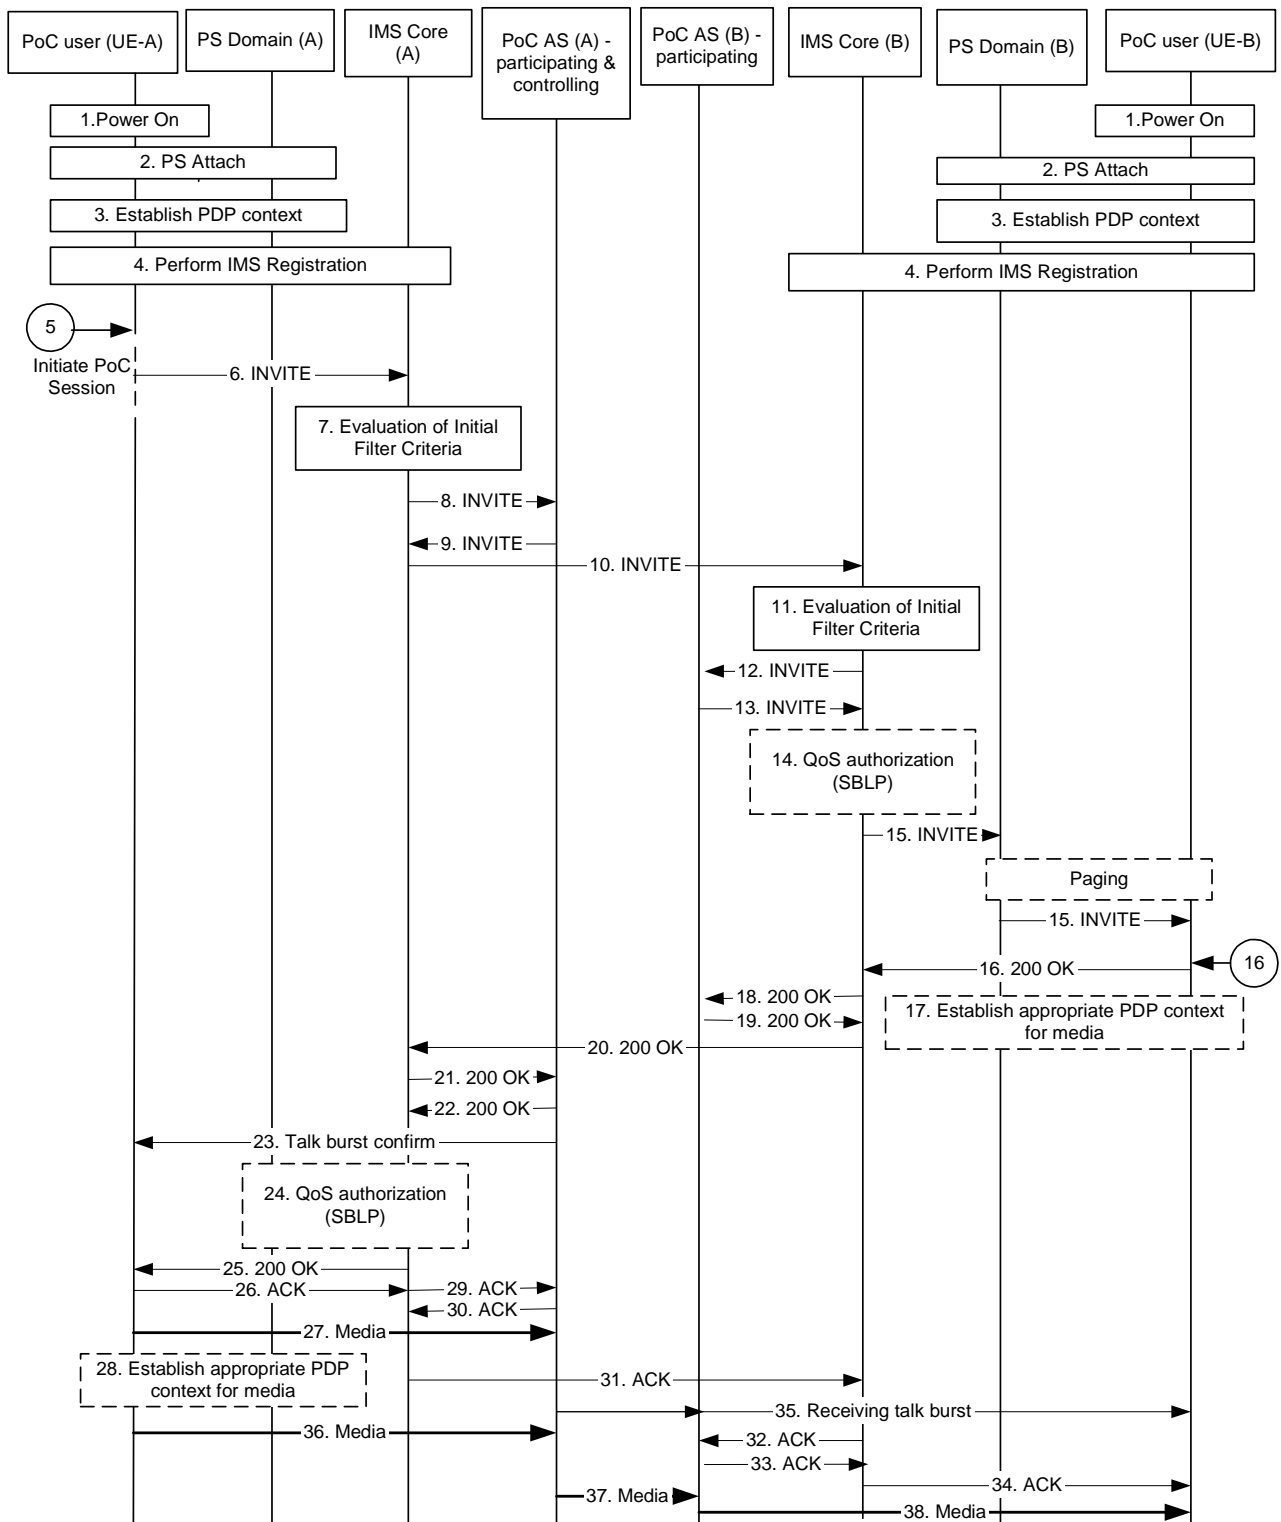 PoC user (UE-A)
PS Domain (A)
IMS Core
(A)
PoC AS (A) -
participating &
controlling
PoC AS (B) -
participating
IMS Core (B)
PS Domain (B)
PoC user (UE-B)
1.Power On
1.Power On
2. PS Attach
2. PS Attach
3. Establish PDP context
3. Establish PDP context
4. Perform IMS Registration
4. Perform IMS Registration
5
Initiate PoC
Session
6. INVITE
7. Evaluation of Initial
Filter Criteria
8. INVITE
9. INVITE
10. INVITE
11. Evaluation of Initial
Filter Criteria
12. INVITE
13. INVITE
14. QoS authorization
(SBLP)
15. INVITE
Paging
15. INVITE
16. 200 OK
16
18. 200 OK
17. Establish appropriate PDP context
for media
19. 200 OK
20. 200 OK
21. 200 OK
22. 200 OK
23. Talk burst confirm
24. QoS authorization
(SBLP)
25. 200 OK
26. ACK
29. ACK
30. ACK
27. Media
28. Establish appropriate PDP
context for media
31. ACK
35. Receiving talk burst
36. Media
32. ACK
33. ACK
34. ACK
37. Media
38. Media